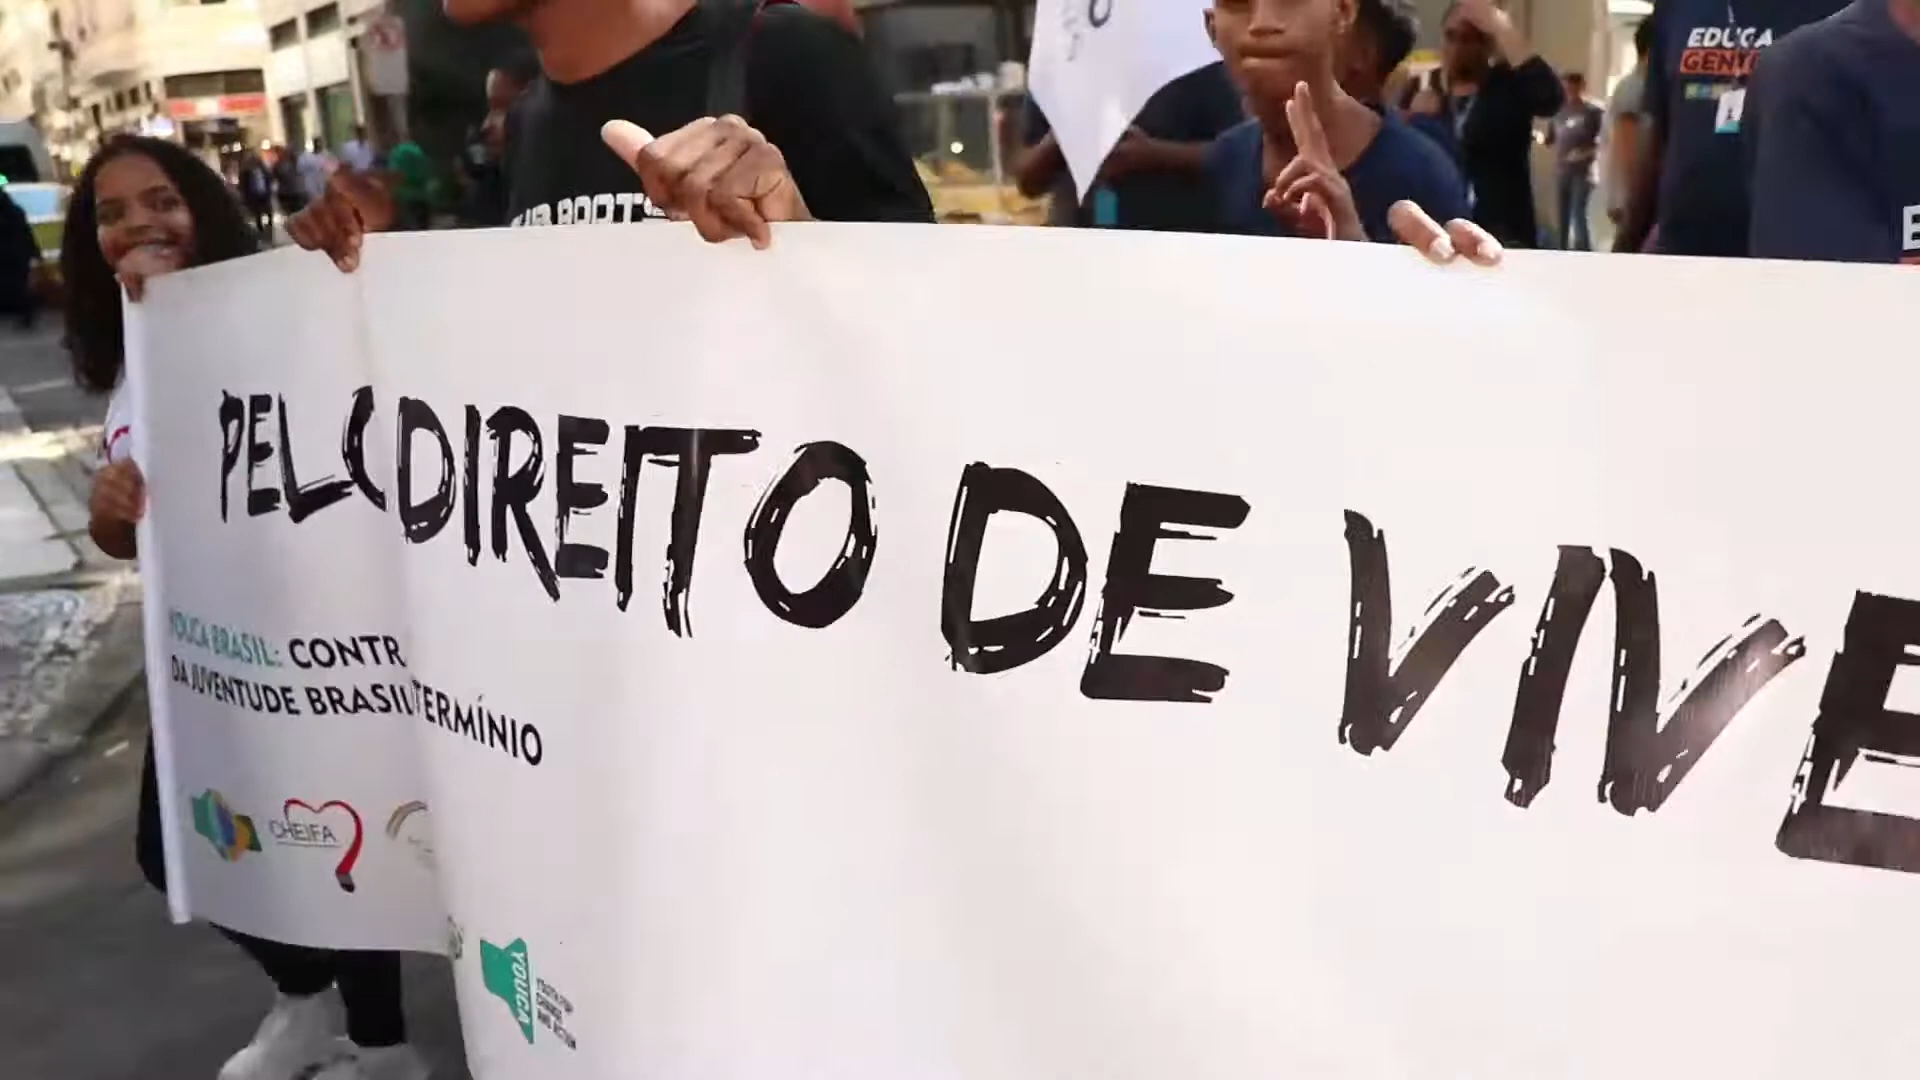 EDUCA
PELO DIREITO DE VIVE
YOUCA BRASIL: CONTR
TERMÍNIO
DA JUVENTUDE BRASIL
CHEIFA
YOUCA